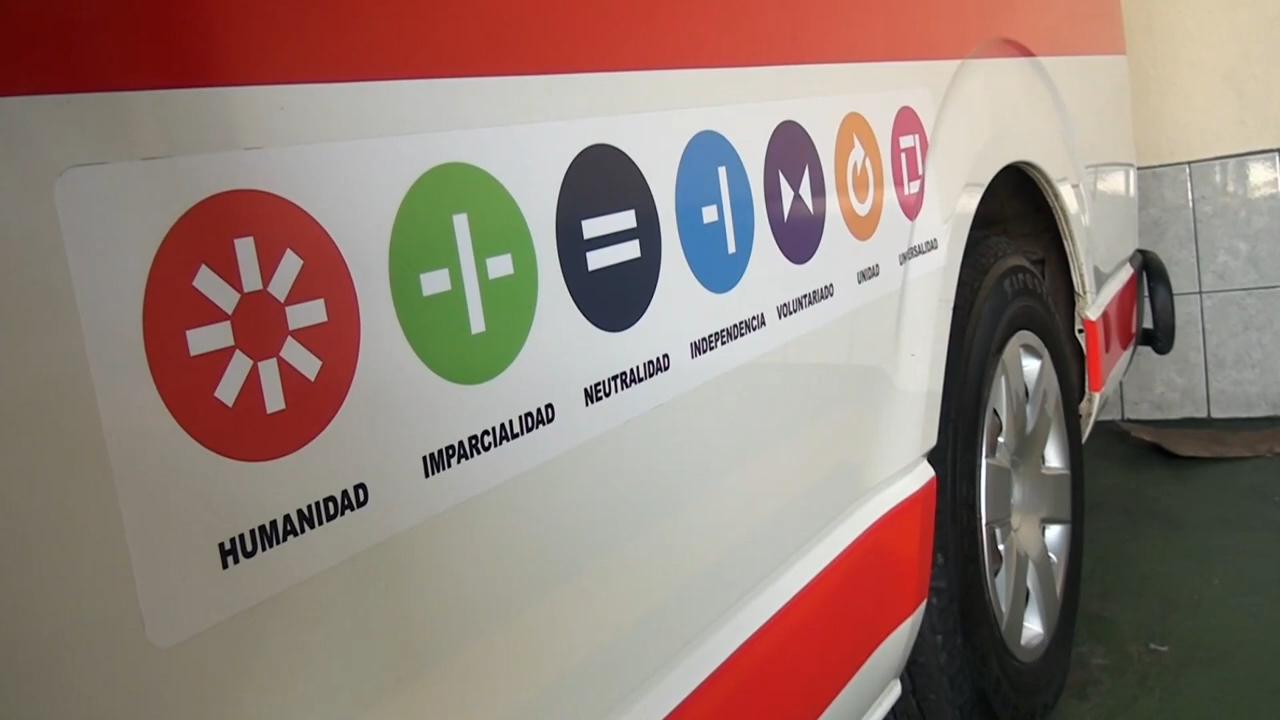 HUMANIDAD
IMPARCIALIDAD
NEUTRALIDAD
INDEPENDENCIA
VOLUNTARIADO
UNIDAD
UNIVERSALIDAD